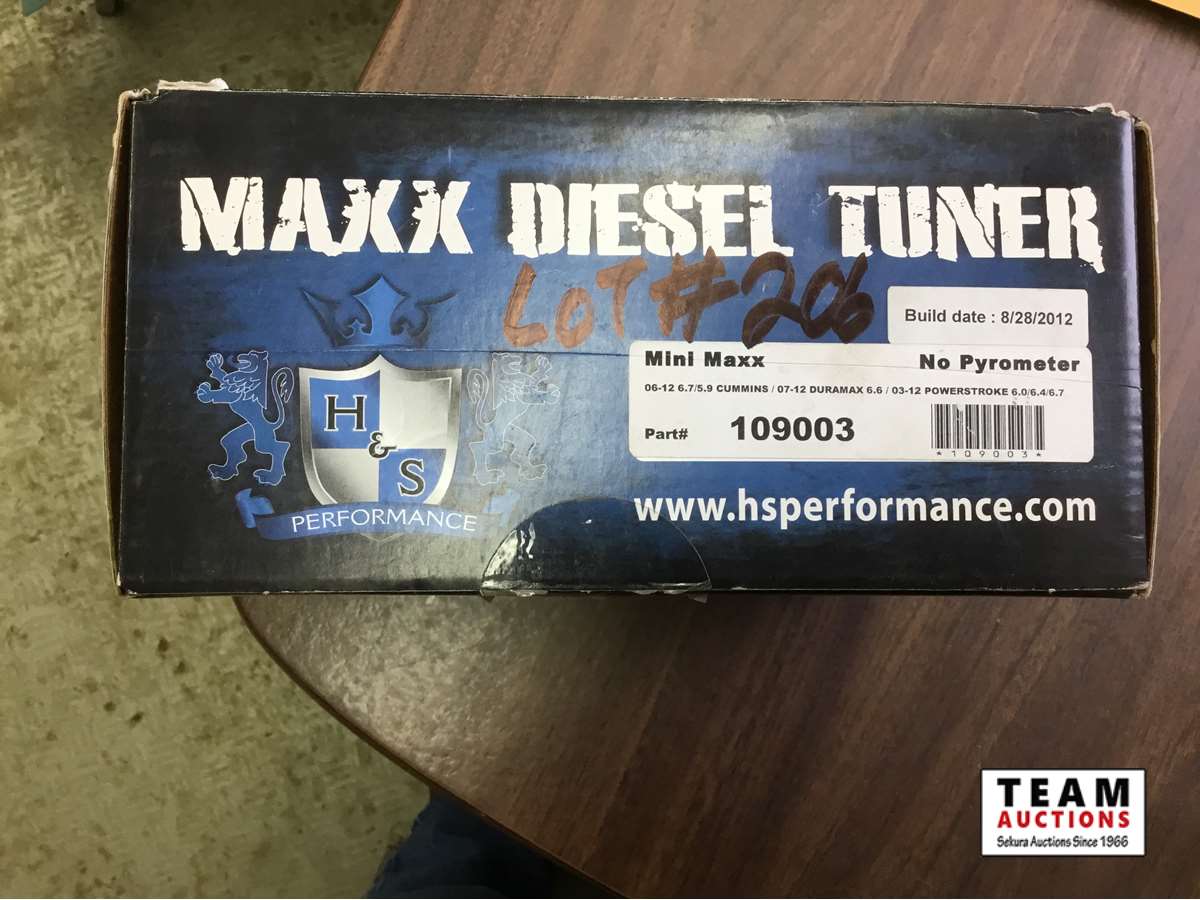 MAXX DIESEL TUNER
LOT #206
Build date : 8/28/2012
Mini Maxx No Pyrometer
06-12 6.7/5.9 CUMMINS / 07-12 DURAMAX 6.6 / 03-12 POWERSTROKE 6.0/6.4/6.7
Part# 109003
*109003*
H
&
S
PERFORMANCE
www.hsperformance.com
TEAM
AUCTIONS
Sekura Auctions Since 1966